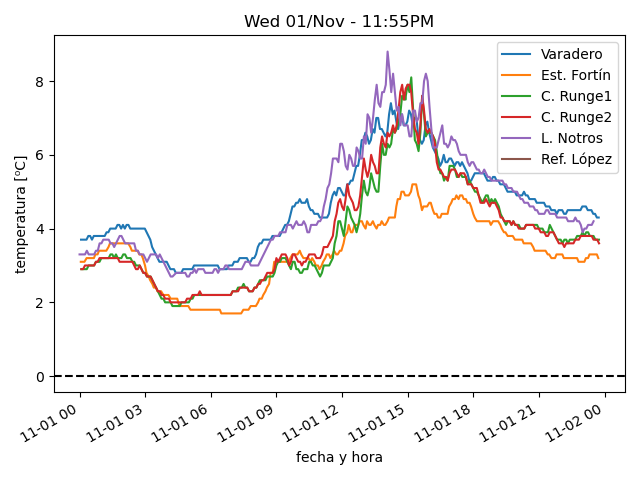 Wed 01/Nov - 11:55PM
temperatura [ºC]
8
6
4
2
0
Varadero
Est. Fortín
C. Runge1
C. Runge2
L. Notros
Ref. López
11-01 00
11-01 03
11-01 06
11-01 09
11-01 12
11-01 15
11-01 18
11-01 21
11-02 00
fecha y hora